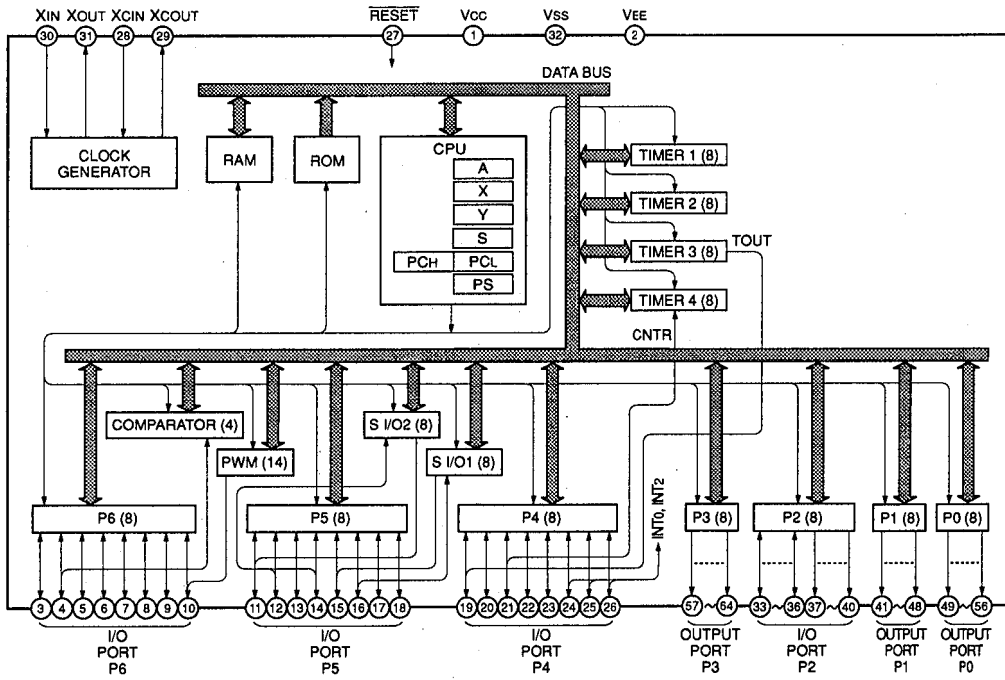 XIN XOUT XCIN XCOUT RESET VCC VSS VEE
30 31 28 29 27 1 32 2
DATA BUS
CLOCK
GENERATOR
RAM
ROM
CPU
A
X
Y
S
PCH PCL
PS
TIMER 1 (8)
TIMER 2 (8)
TIMER 3 (8)
TOUT
TIMER 4 (8)
CNTR
COMPARATOR (4)
S I/O2 (8)
PWM (14)
S I/O1 (8)
INT0, INT2
P6 (8)
P5 (8)
P4 (8)
P3 (8)
P2 (8)
P1 (8)
P0 (8)
3 4 5 6 7 8 9 10
11 12 13 14 15 16 17 18
19 20 21 22 23 24 25 26
57 ~ 64
33 ~ 36 37 ~ 40
41 ~ 48
49 ~ 56
I/O
PORT
P6
I/O
PORT
P5
I/O
PORT
P4
OUTPUT
PORT
P3
I/O
PORT
P2
OUTPUT
PORT
P1
OUTPUT
PORT
P0